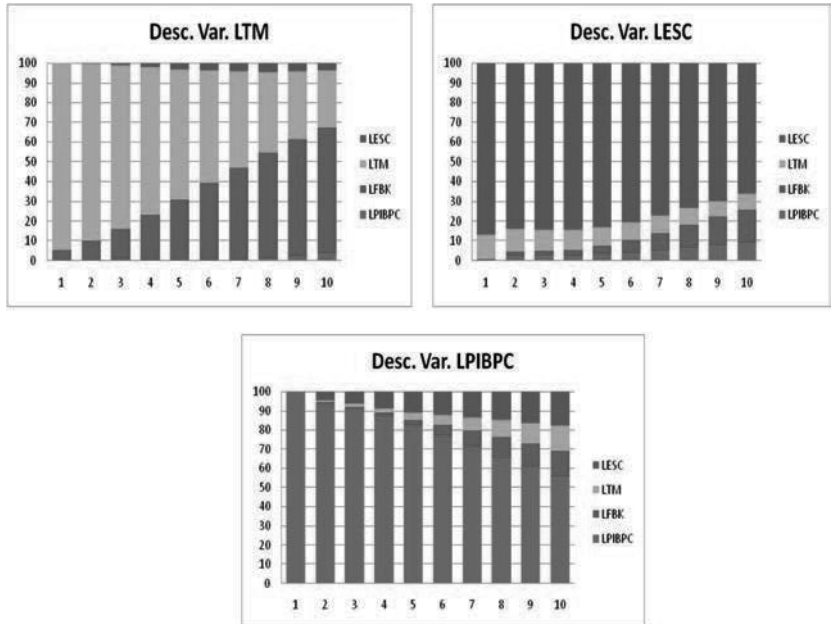 Desc. Var. LTM
100
90
80
70
60
50
40
30
20
10
0
1 2 3 4 5 6 7 8 9 10
LESC
LTM
LFBK
LPIBPC
Desc. Var. LESC
100
90
80
70
60
50
40
30
20
10
0
1 2 3 4 5 6 7 8 9 10
LESC
LTM
LFBK
LPIBPC
Desc. Var. LPIBPC
100
90
80
70
60
50
40
30
20
10
0
1 2 3 4 5 6 7 8 9 10
LESC
LTM
LFBK
LPIBPC